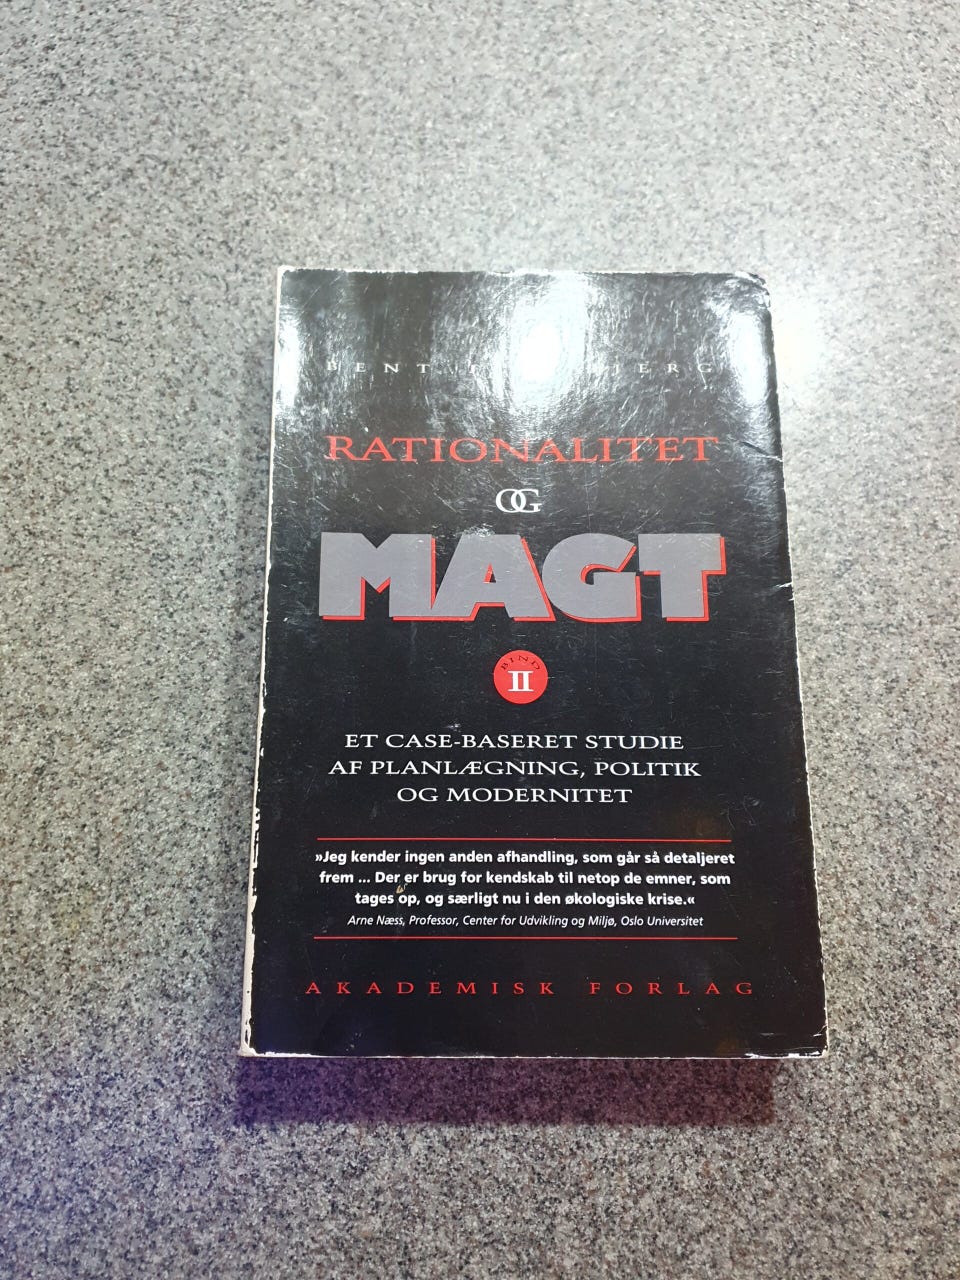 BENT
RATIONALITET
OG
MAGT
BIND
II
ET CASE-BASERET STUDIE
AF PLANLÆGNING, POLITIK
OG MODERNITET
»Jeg kender ingen anden afhandling, som går så detaljeret
frem ... Der er brug for kendskab til netop de emner, som
tages op, og særligt nu i den økologiske krise.«
Arne Næss, Professor, Center for Udvikling og Miljø, Oslo Universitet
AKADEMISK FORLAG